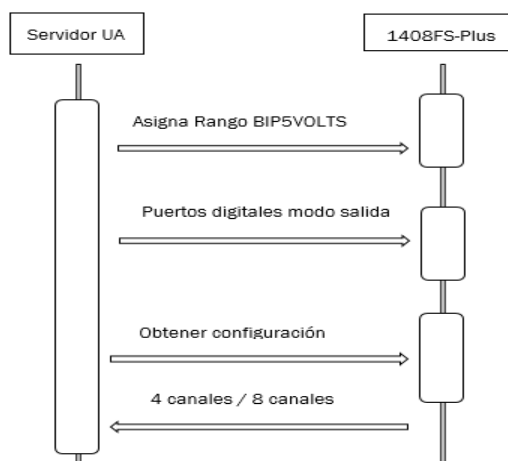 Servidor UA
1408FS-Plus
Asigna Rango BIP5VOLTS
Puertos digitales modo salida
Obtener configuración
4 canales / 8 canales